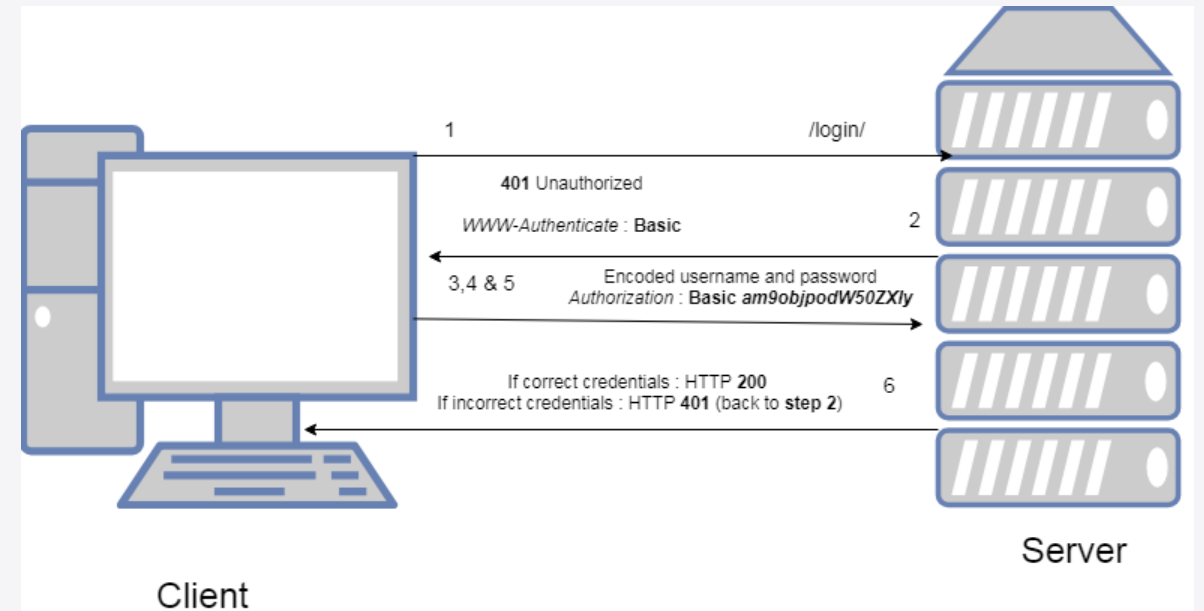 1
/login/
401 Unauthorized
WWW-Authenticate : Basic
2
3,4 & 5
Encoded username and password
Authorization : Basic am9objpodW50ZXIy
If correct credentials : HTTP 200
6
If incorrect credentials : HTTP 401 (back to step 2)
Server
Client